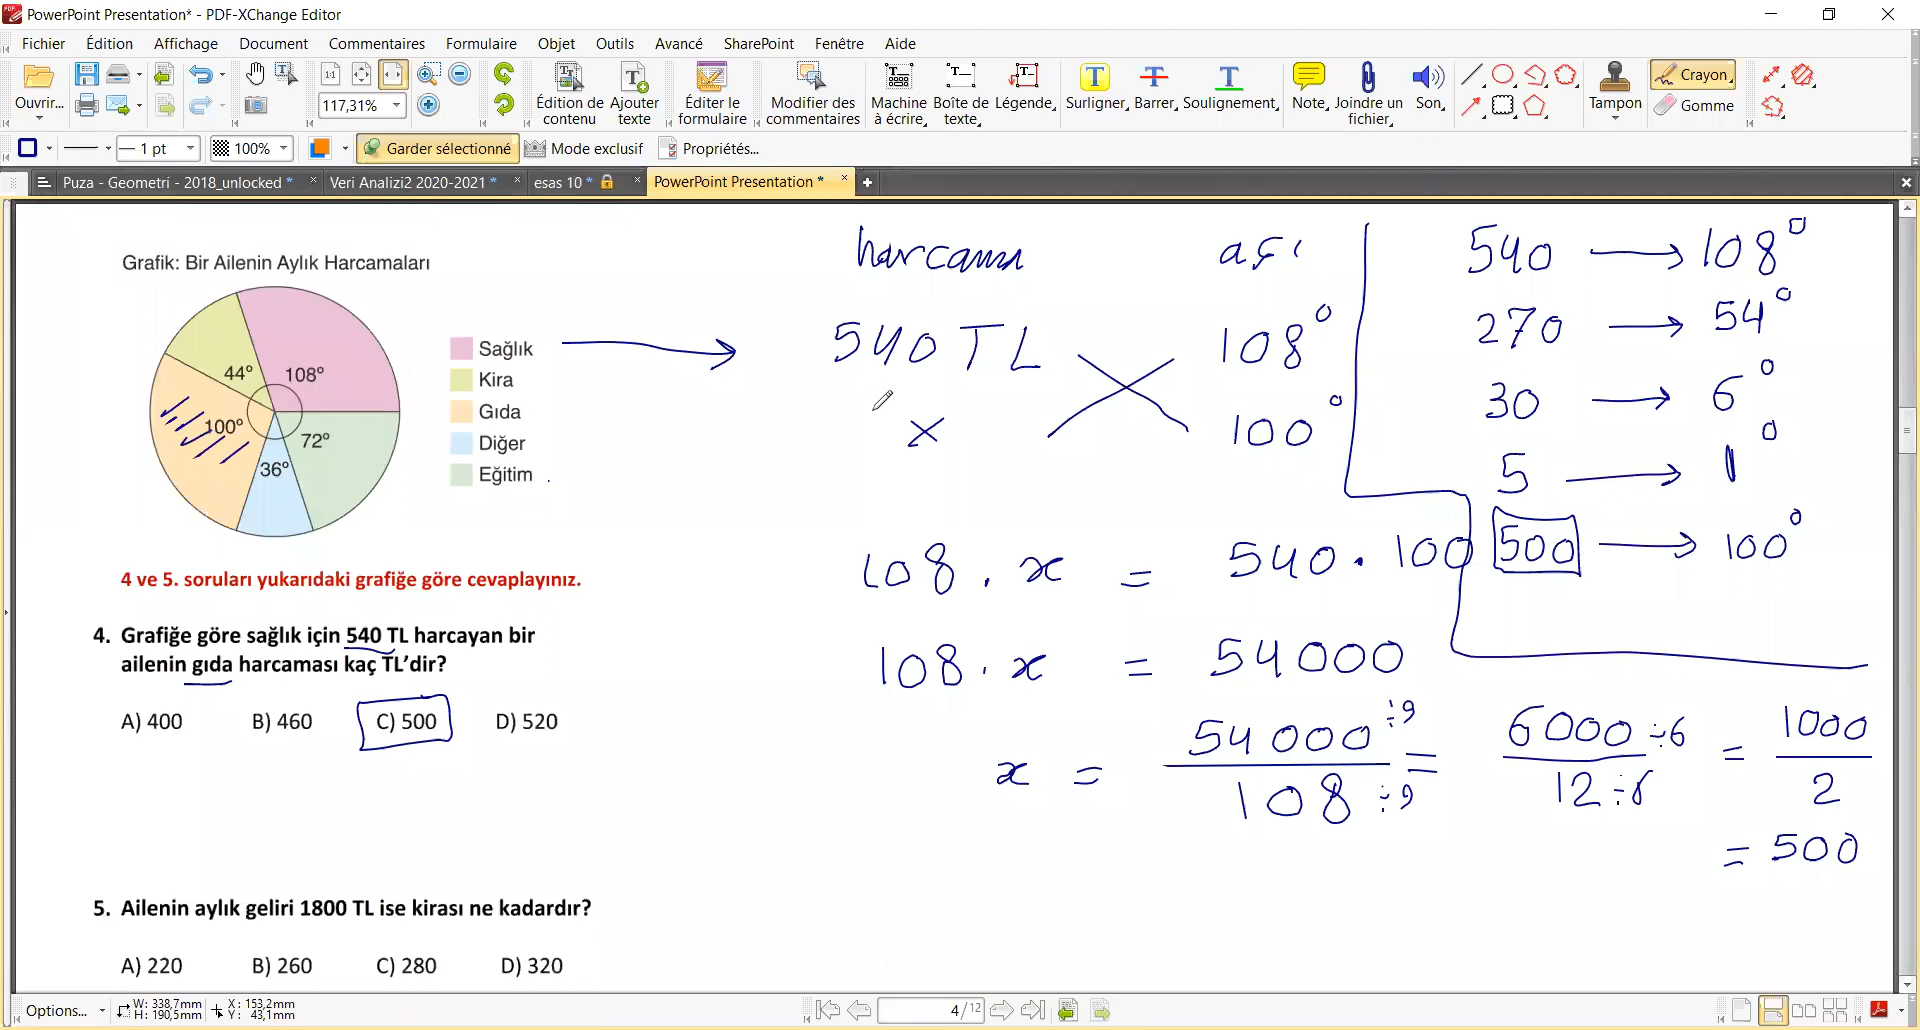 PowerPoint Presentation* - PDF-XChange Editor
Fichier Édition Affichage Document Commentaires Formulaire Objet Outils Avancé SharePoint Fenêtre Aide
Ouvrir... 117,31% Édition de contenu Ajouter texte Éditer le formulaire Modifier des commentaires Machine à écrire Boîte de texte Légende Surligner Barrer Soulignement Note Joindre un fichier Son Tampon Crayon Gomme
1 pt 100% Garder sélectionné Mode exclusif Propriétés...
Puza - Geometri - 2018_unlocked * Veri Analizi2 2020-2021 * esas 10 * PowerPoint Presentation *
Grafik: Bir Ailenin Aylık Harcamaları
44º 108º
100º 72º
36º
Sağlık
Kira
Gıda
Diğer
Eğitim
4 ve 5. soruları yukarıdaki grafiğe göre cevaplayınız.
4. Grafiğe göre sağlık için 540 TL harcayan bir
ailenin gıda harcaması kaç TL'dir?
A) 400 B) 460 C) 500 D) 520
5. Ailenin aylık geliri 1800 TL ise kirası ne kadardır?
A) 220 B) 260 C) 280 D) 320
harcama açı
540 TL 108°
x 100°
108 . x = 540 . 100
108 . x = 54000
x = 54000 ÷9 / 108 ÷9 = 6000 ÷6 / 12 ÷6 = 1000 / 2
= 500
540 → 108°
270 → 54°
30 → 6°
5 → 1°
500 → 100°
Options... W: 338,7mm X: 153,2mm
H: 190,5mm Y: 43,1mm
4 / 12